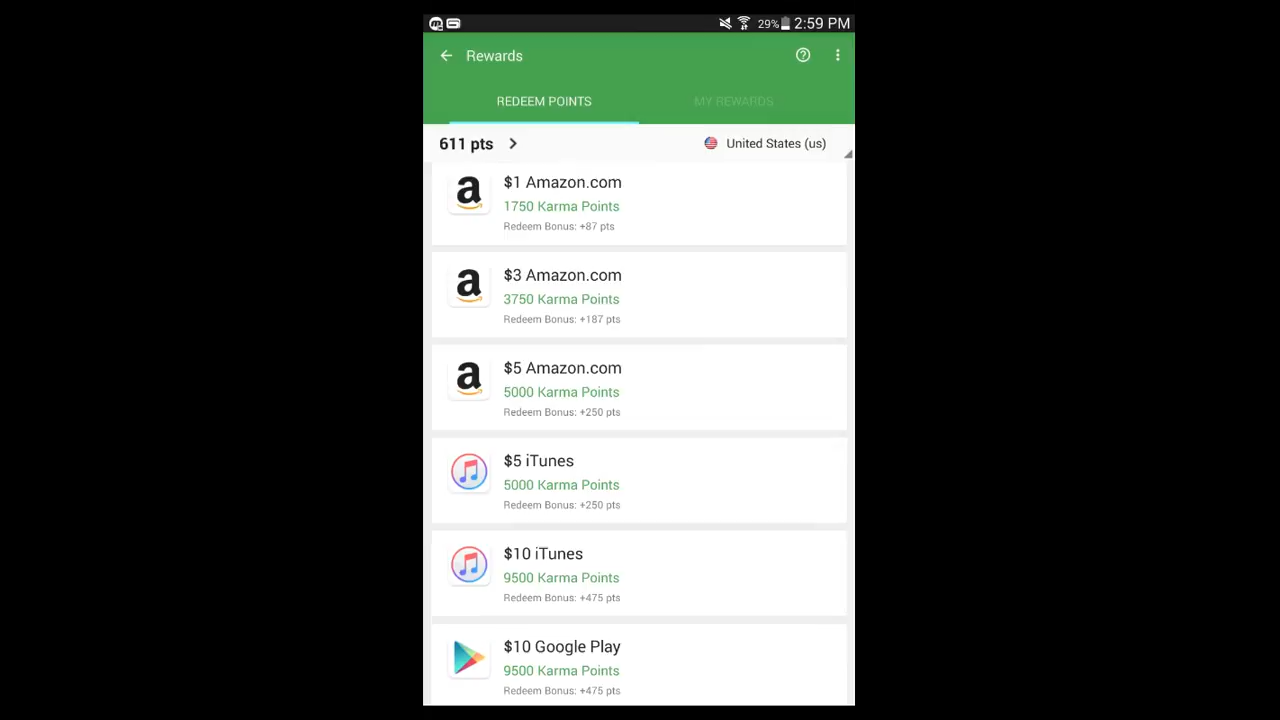 29% 2:59 PM
Rewards
REDEEM POINTS MY REWARDS
611 pts United States (us)
$1 Amazon.com
1750 Karma Points
Redeem Bonus: +87 pts
$3 Amazon.com
3750 Karma Points
Redeem Bonus: +187 pts
$5 Amazon.com
5000 Karma Points
Redeem Bonus: +250 pts
$5 iTunes
5000 Karma Points
Redeem Bonus: +250 pts
$10 iTunes
9500 Karma Points
Redeem Bonus: +475 pts
$10 Google Play
9500 Karma Points
Redeem Bonus: +475 pts